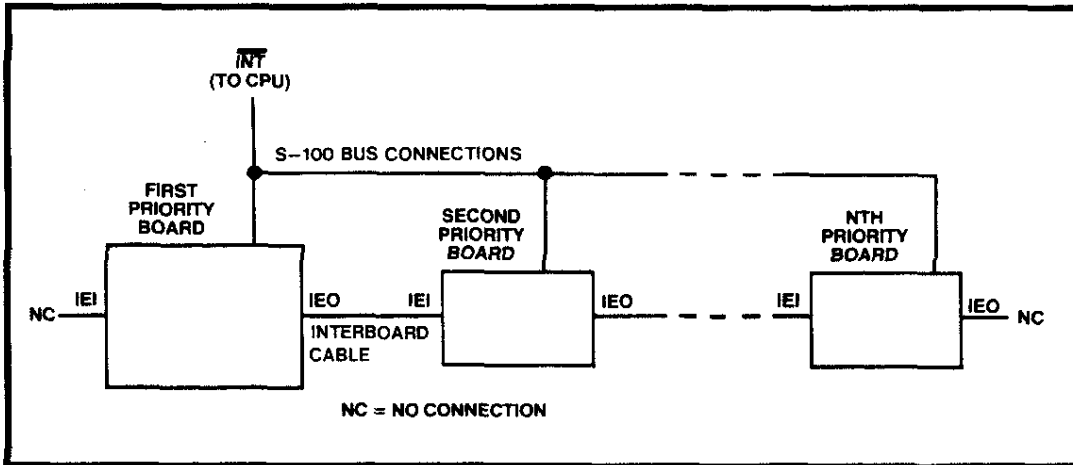 INT
(TO CPU)
S-100 BUS CONNECTIONS
FIRST
PRIORITY
BOARD
SECOND
PRIORITY
BOARD
NTH
PRIORITY
BOARD
NC
IEI
IEO
IEI
IEO
IEI
IEO
NC
INTERBOARD
CABLE
NC = NO CONNECTION